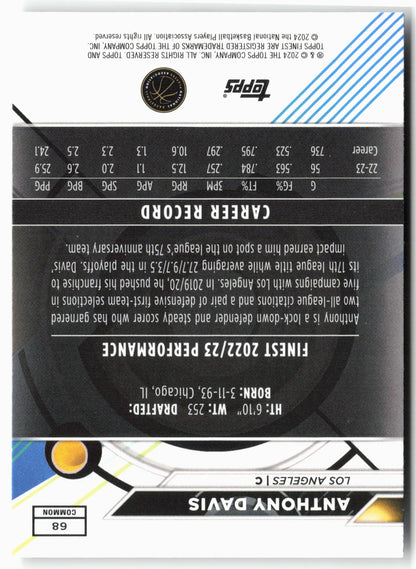 68
COMMON
ANTHONY DAVIS
LOS ANGELES | C
HT: 6'10" WT: 253 DRAFTED:
BORN: 3-11-93, Chicago, IL
FINEST 2022/23 PERFORMANCE
Anthony is a lock-down defender and steady scorer who has garnered
two all-league citations and a pair of defensive first-team selections in
five campaigns with Los Angeles. In 2019/20, he pushed his franchise to
its 17th league title while averaging 27.7/9.7/3.5 in the playoffs. Davis'
impact earned him a spot on the league's 75th anniversary team.
CAREER RECORD
G FG% FT% 3PM RPG APG SPG BPG PPG
22-23 56 .563 .784 .257 12.5 1.1 2.0 2.6 25.9
Career 736 .523 .795 .297 10.6 1.3 2.3 2.5 24.1
topps
® & © 2024 THE TOPPS COMPANY, INC. ALL RIGHTS RESERVED. TOPPS AND
TOPPS FINEST ARE REGISTERED TRADEMARKS OF THE TOPPS COMPANY, INC.
© 2024 the National Basketball Players Association. All rights reserved.